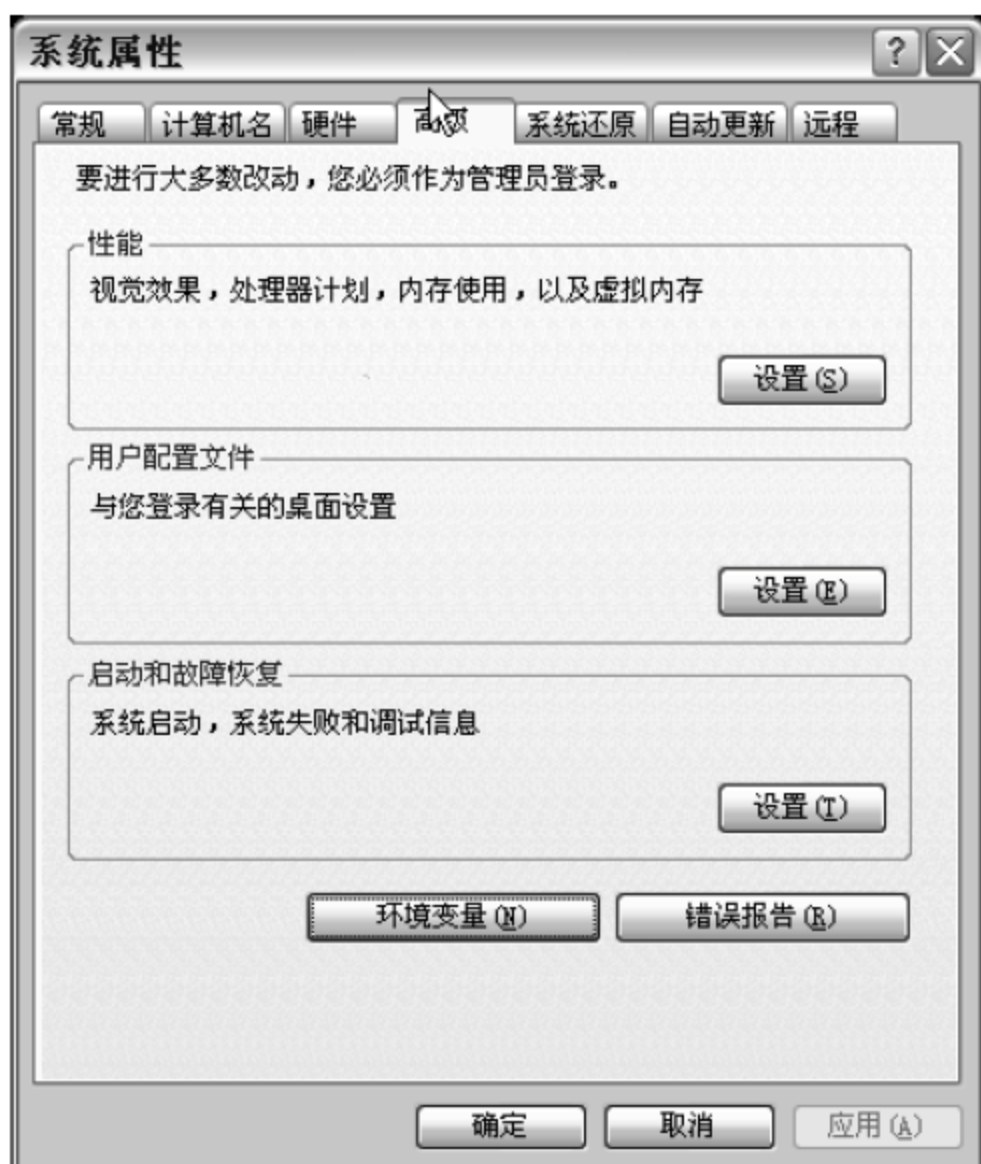 系统属性
常规 计算机名 硬件 高级 系统还原 自动更新 远程
要进行大多数改动，您必须作为管理员登录。
性能
视觉效果，处理器计划，内存使用，以及虚拟内存
设置(S)
用户配置文件
与您登录有关的桌面设置
设置(E)
启动和故障恢复
系统启动，系统失败和调试信息
设置(T)
环境变量(N) 错误报告(R)
确定 取消 应用(A)